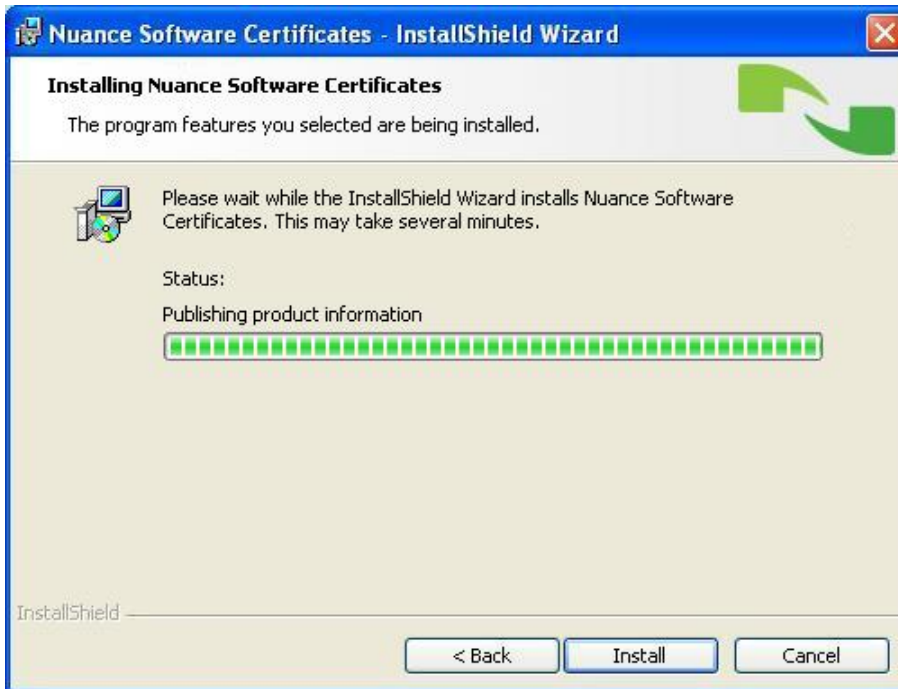 Nuance Software Certificates - InstallShield Wizard
Installing Nuance Software Certificates
The program features you selected are being installed.
Please wait while the InstallShield Wizard installs Nuance Software
Certificates. This may take several minutes.
Status:
Publishing product information
InstallShield
< Back
Install
Cancel